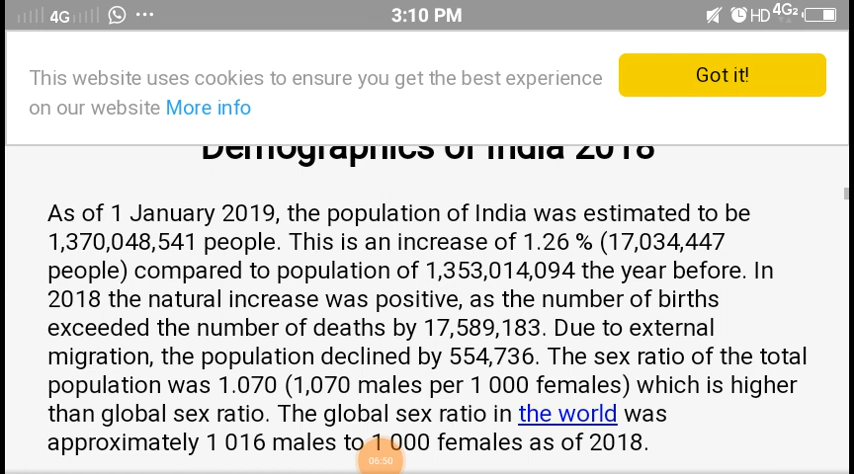 4G ... 3:10 PM HD 4G2
This website uses cookies to ensure you get the best experience
on our website More info
Got it!
Demographics of India 2018
As of 1 January 2019, the population of India was estimated to be
1,370,048,541 people. This is an increase of 1.26 % (17,034,447
people) compared to population of 1,353,014,094 the year before. In
2018 the natural increase was positive, as the number of births
exceeded the number of deaths by 17,589,183. Due to external
migration, the population declined by 554,736. The sex ratio of the total
population was 1.070 (1,070 males per 1 000 females) which is higher
than global sex ratio. The global sex ratio in the world was
approximately 1 016 males to 1 000 females as of 2018.
06:50